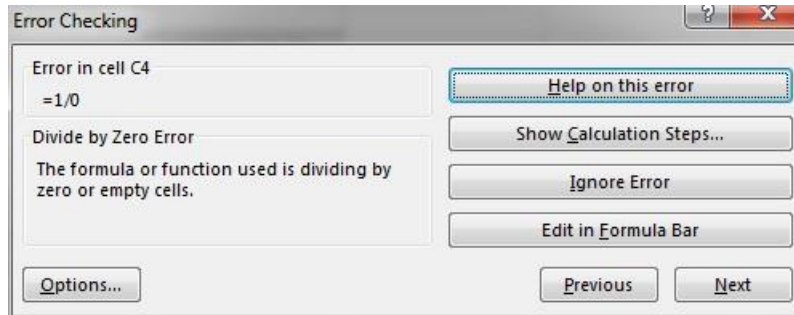 Error Checking
? X
Error in cell C4
=1/0
Help on this error
Divide by Zero Error
Show Calculation Steps...
The formula or function used is dividing by
zero or empty cells.
Ignore Error
Edit in Formula Bar
Options...
Previous
Next